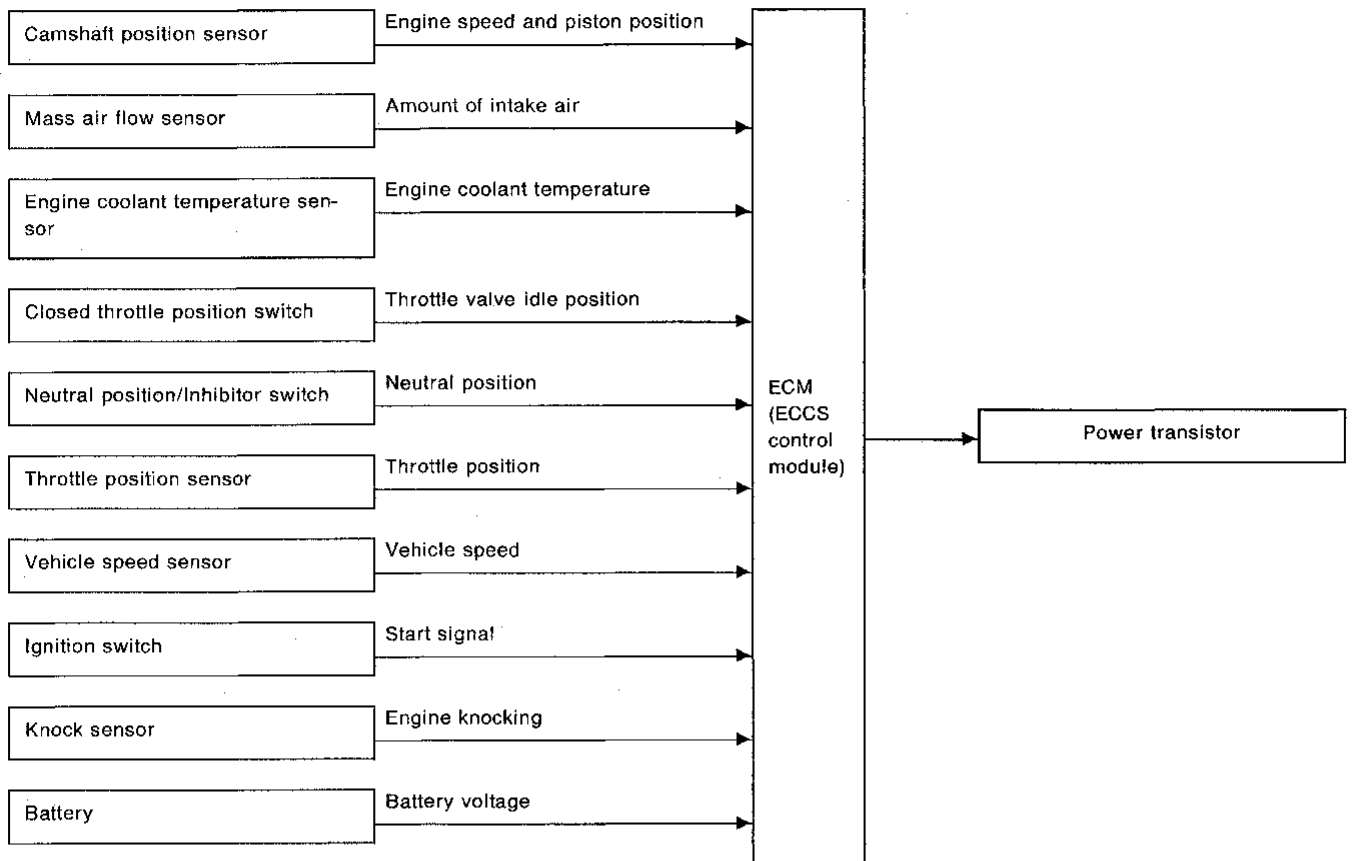 Camshaft position sensor
Engine speed and piston position
Mass air flow sensor
Amount of intake air
Engine coolant temperature sen-
sor
Engine coolant temperature
Closed throttle position switch
Throttle valve idle position
Neutral position/Inhibitor switch
Neutral position
Throttle position sensor
Throttle position
Vehicle speed sensor
Vehicle speed
Ignition switch
Start signal
Knock sensor
Engine knocking
Battery
Battery voltage
ECM
(ECCS
control
module)
Power transistor